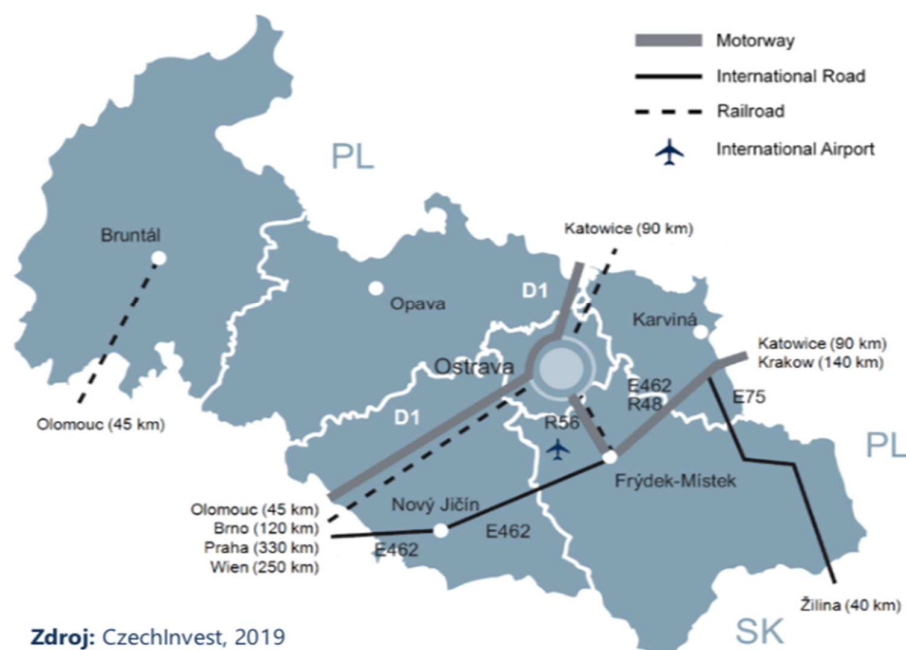 Motorway
International Road
Railroad
International Airport
PL
Katowice (90 km)
Bruntál
D1
Opava
Karviná
Ostrava
Katowice (90 km)
Krakow (140 km)
E462
R48
E75
Olomouc (45 km)
D1
R56
PL
Frýdek-Místek
Nový Jičín
Olomouc (45 km)
Brno (120 km)
Praha (330 km)
Wien (250 km)
E462
E462
Žilina (40 km)
SK
Zdroj: CzechInvest, 2019